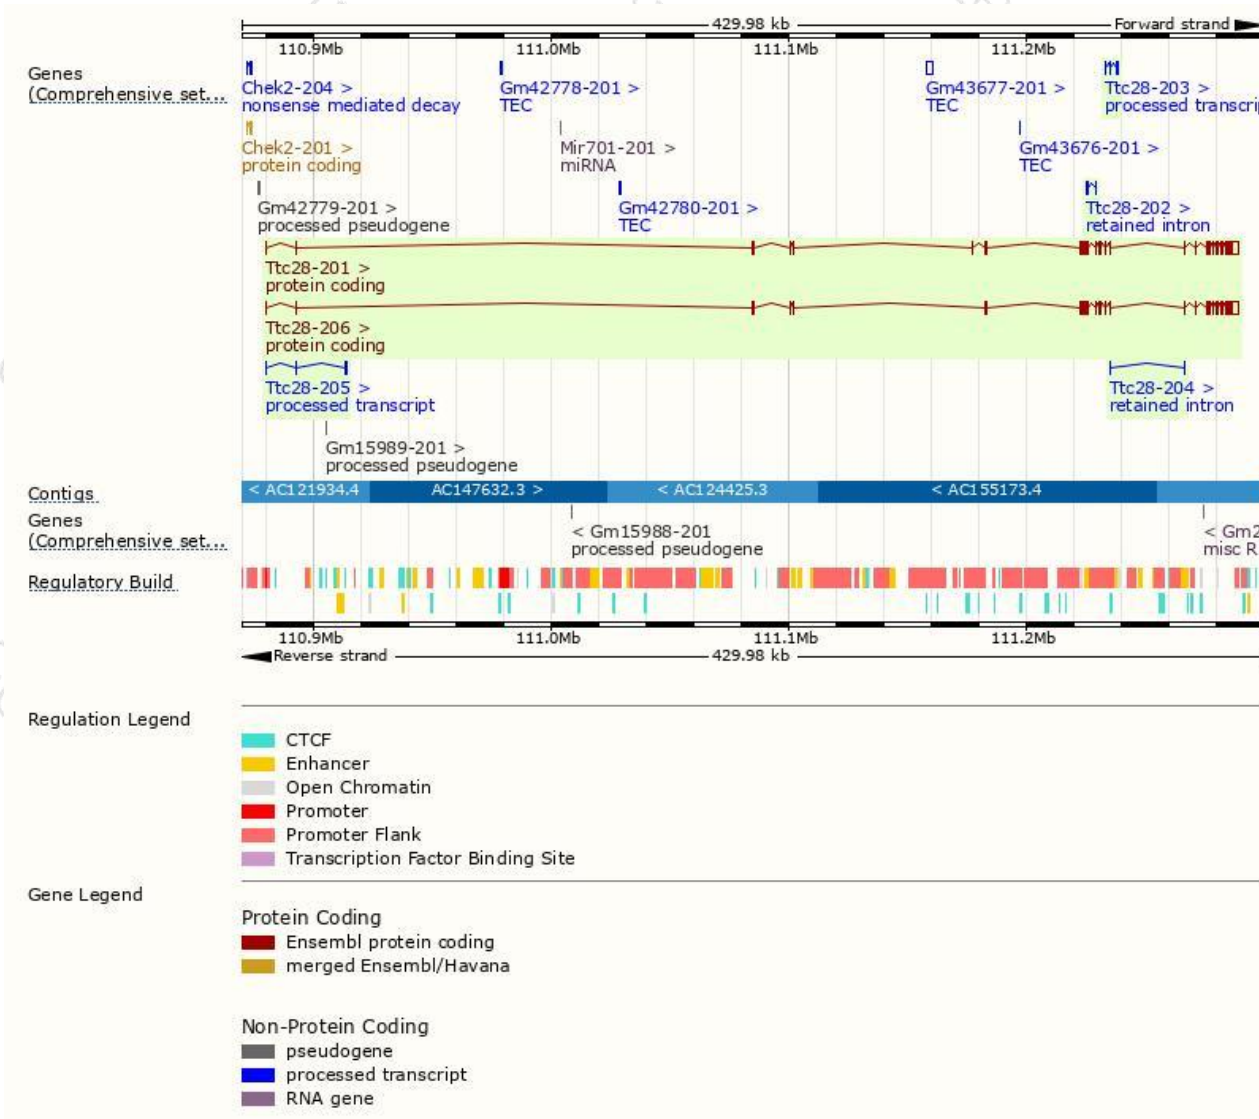 429.98 kb Forward strand
110.9Mb 111.0Mb 111.1Mb 111.2Mb
Genes
(Comprehensive set...
Chek2-204 > Gm42778-201 > Gm43677-201 > Ttc28-203 >
nonsense mediated decay TEC TEC processed transcri
Chek2-201 > Mir701-201 > Gm43676-201 >
protein coding miRNA TEC
Gm42779-201 > Gm42780-201 > Ttc28-202 >
processed pseudogene TEC retained intron
Ttc28-201 >
protein coding
Ttc28-206 >
protein coding
Ttc28-205 > Ttc28-204 >
processed transcript retained intron
Gm15989-201 >
processed pseudogene
Contigs < AC121934.4 AC147632.3 > < AC124425.3 < AC155173.4
Genes
(Comprehensive set...
< Gm15988-201 < Gm2
processed pseudogene misc R
Regulatory Build
110.9Mb 111.0Mb 111.1Mb 111.2Mb
Reverse strand 429.98 kb
Regulation Legend
CTCF
Enhancer
Open Chromatin
Promoter
Promoter Flank
Transcription Factor Binding Site
Gene Legend
Protein Coding
Ensembl protein coding
merged Ensembl/Havana
Non-Protein Coding
pseudogene
processed transcript
RNA gene